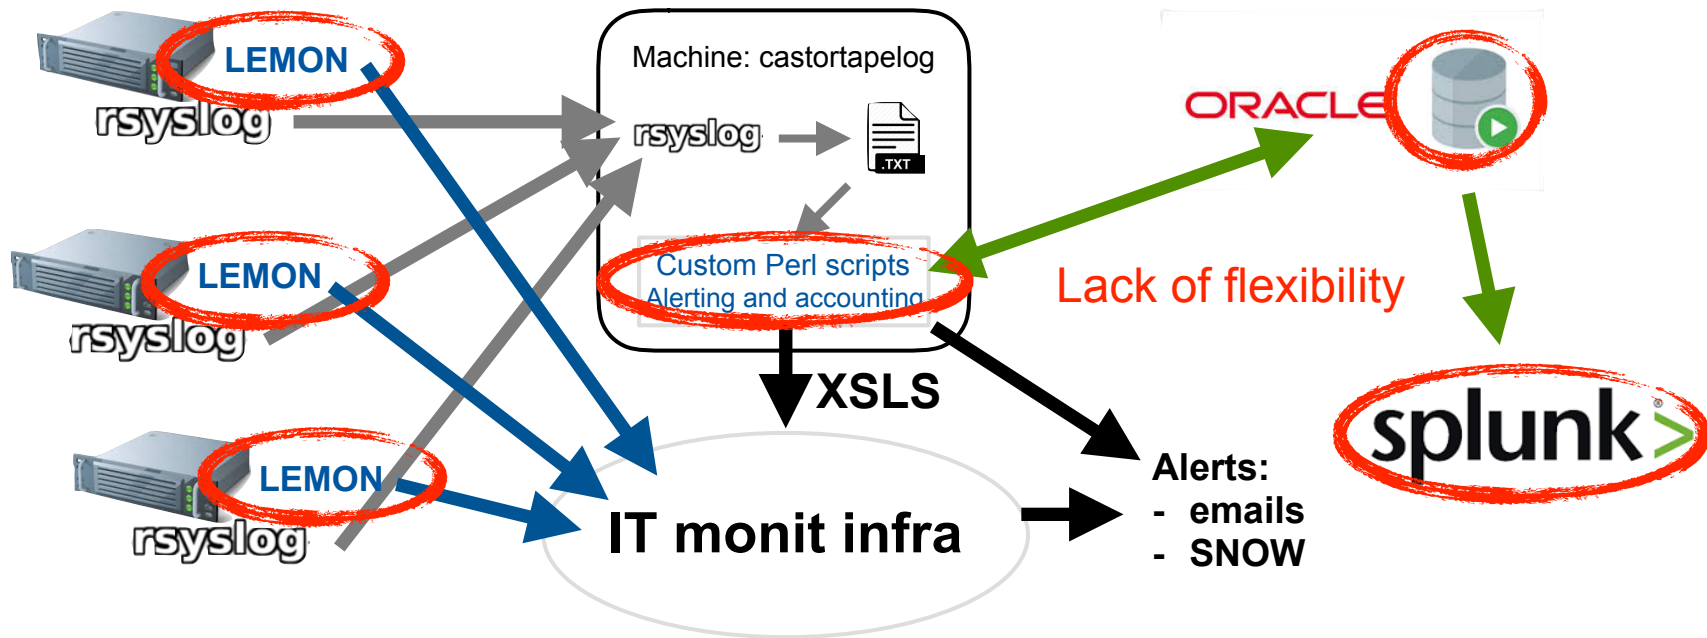 LEMON
rsyslog
LEMON
rsyslog
LEMON
rsyslog
Machine: castortapelog
rsyslog
.TXT
Custom Perl scripts
Alerting and accounting
XSLS
IT monit infra
ORACLE
Lack of flexibility
splunk>®
Alerts:
- emails
- SNOW